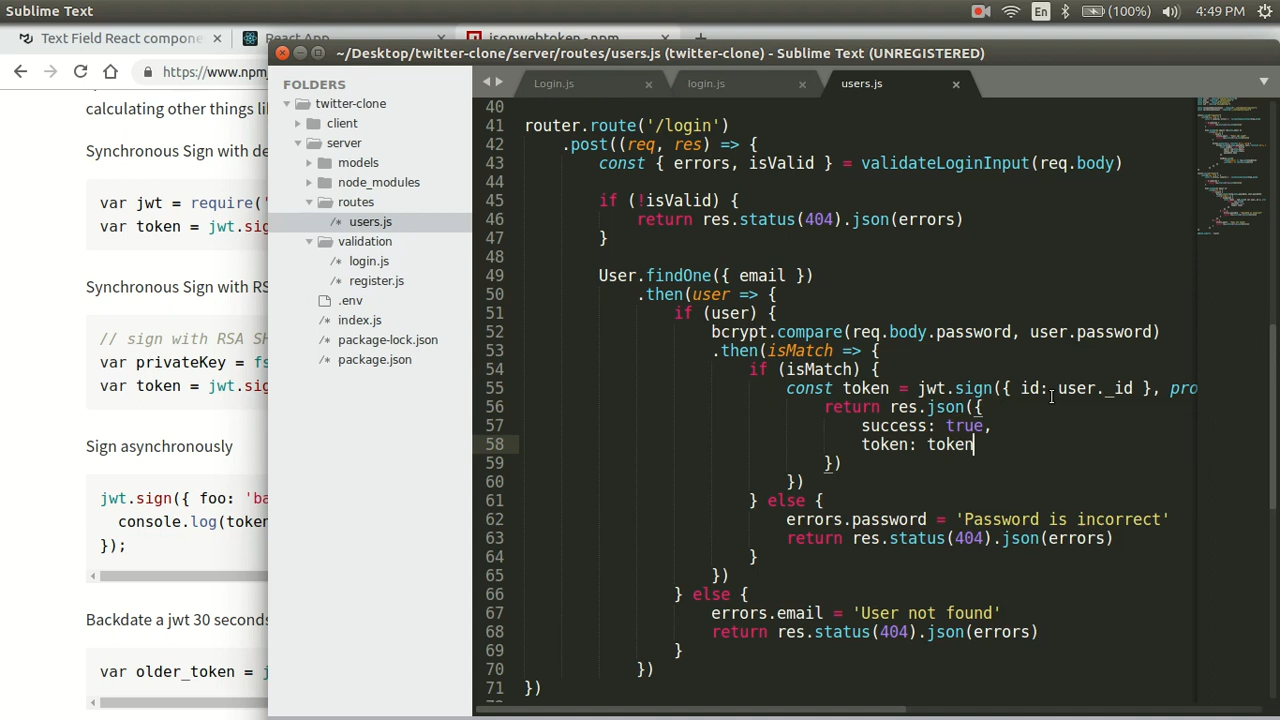 Sublime Text
En
(100%)
4:49 PM
Text Field React compone
React App
jsonwebtoken - npm
https://www.npm
calculating other things li
Synchronous Sign with de
var jwt = require('
var token = jwt.sig
Synchronous Sign with RS
// sign with RSA SH
var privateKey = fs
var token = jwt.sig
Sign asynchronously
jwt.sign({ foo: 'ba
console.log(token
});
Backdate a jwt 30 seconds
var older_token = j
~/Desktop/twitter-clone/server/routes/users.js (twitter-clone) - Sublime Text (UNREGISTERED)
FOLDERS
twitter-clone
client
server
models
node_modules
routes
users.js
validation
login.js
register.js
.env
index.js
package-lock.json
package.json
Login.js
login.js
users.js
40
41 router.route('/login')
42 .post((req, res) => {
43 const { errors, isValid } = validateLoginInput(req.body)
44
45 if (!isValid) {
46 return res.status(404).json(errors)
47 }
48
49 User.findOne({ email })
50 .then(user => {
51 if (user) {
52 bcrypt.compare(req.body.password, user.password)
53 .then(isMatch => {
54 if (isMatch) {
55 const token = jwt.sign({ id: user._id }, pro
56 return res.json({
57 success: true,
58 token: token
59 })
60 })
61 } else {
62 errors.password = 'Password is incorrect'
63 return res.status(404).json(errors)
64 }
65 })
66 } else {
67 errors.email = 'User not found'
68 return res.status(404).json(errors)
69 }
70 })
71 })